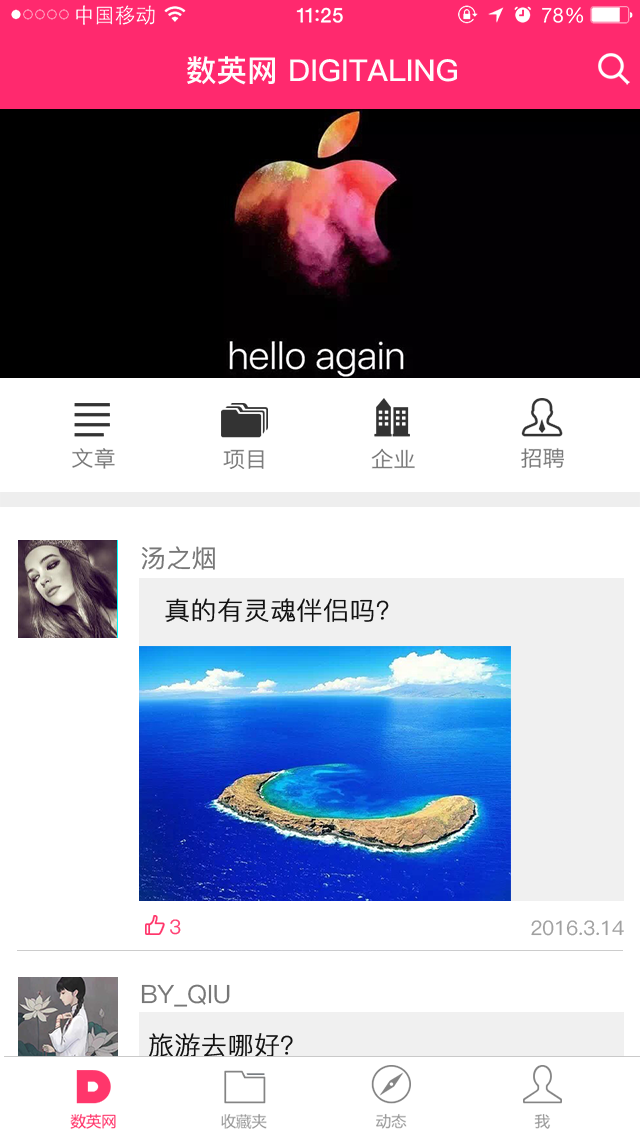 中国移动 11:25 78%
数英网 DIGITALING
hello again
文章 项目 企业 招聘
汤之烟
真的有灵魂伴侣吗?
3 2016.3.14
BY_QIU
旅游去哪好?
数英网 收藏夹 动态 我